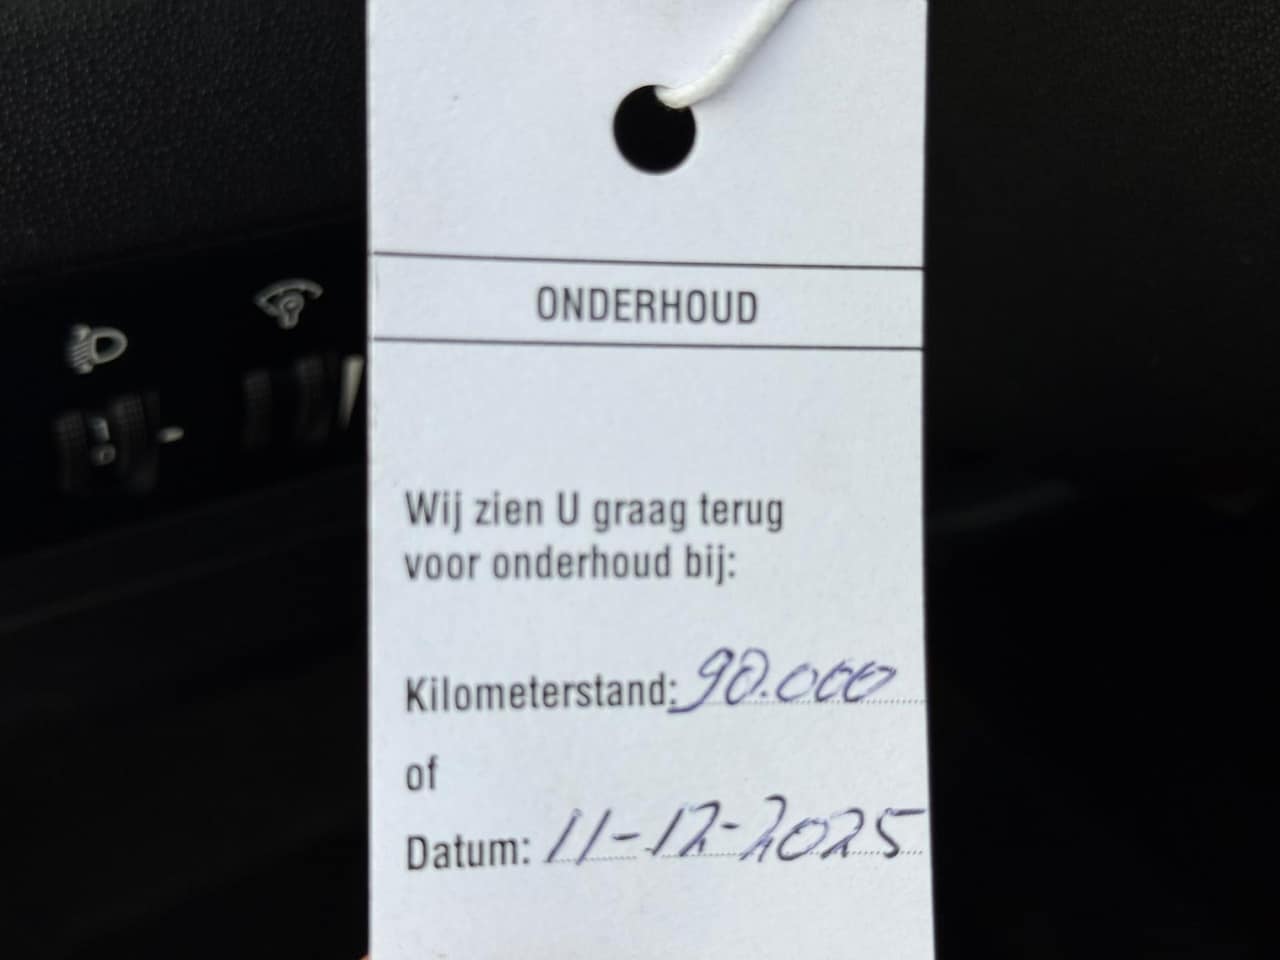 ONDERHOUD
Wij zien U graag terug
voor onderhoud bij:
Kilometerstand: 90.000
of
Datum: 11-12-2025